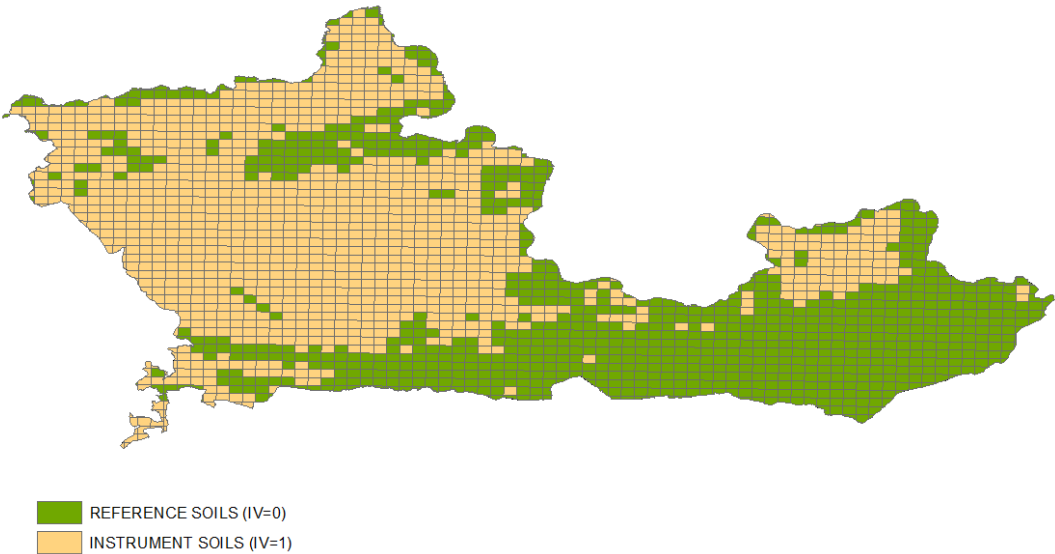 REFERENCE SOILS (IV=0)
INSTRUMENT SOILS (IV=1)